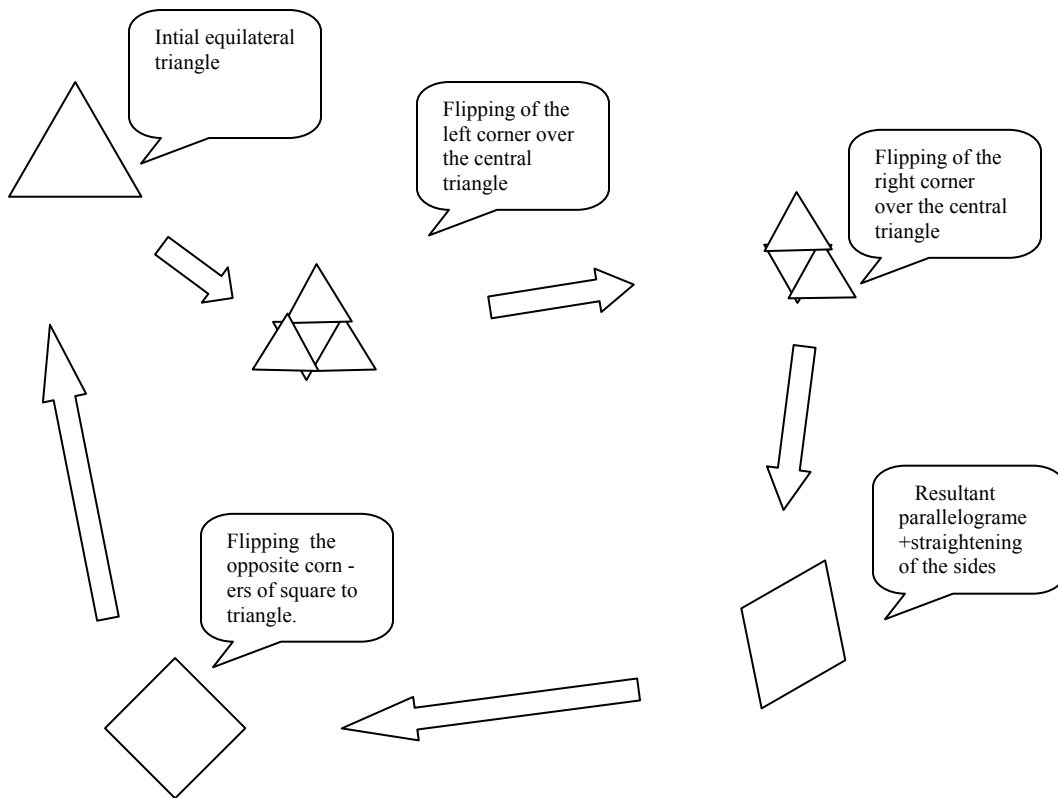 Intial equilateral
triangle
Flipping of the
left corner over
the central
triangle
Flipping of the
right corner
over the central
triangle
Resultant
parallelograme
+straightening
of the sides
Flipping the
opposite corn -
ers of square to
triangle.